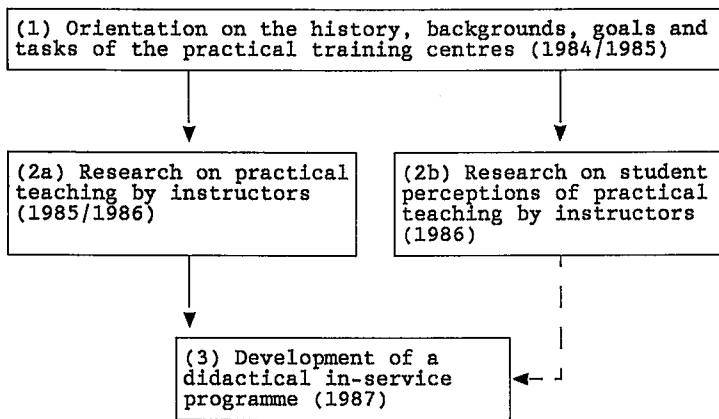 (1) Orientation on the history, backgrounds, goals and
tasks of the practical training centres (1984/1985)
(2a) Research on practical
teaching by instructors
(1985/1986)
(2b) Research on student
perceptions of practical
teaching by instructors
(1986)
(3) Development of a
didactical in-service
programme (1987)